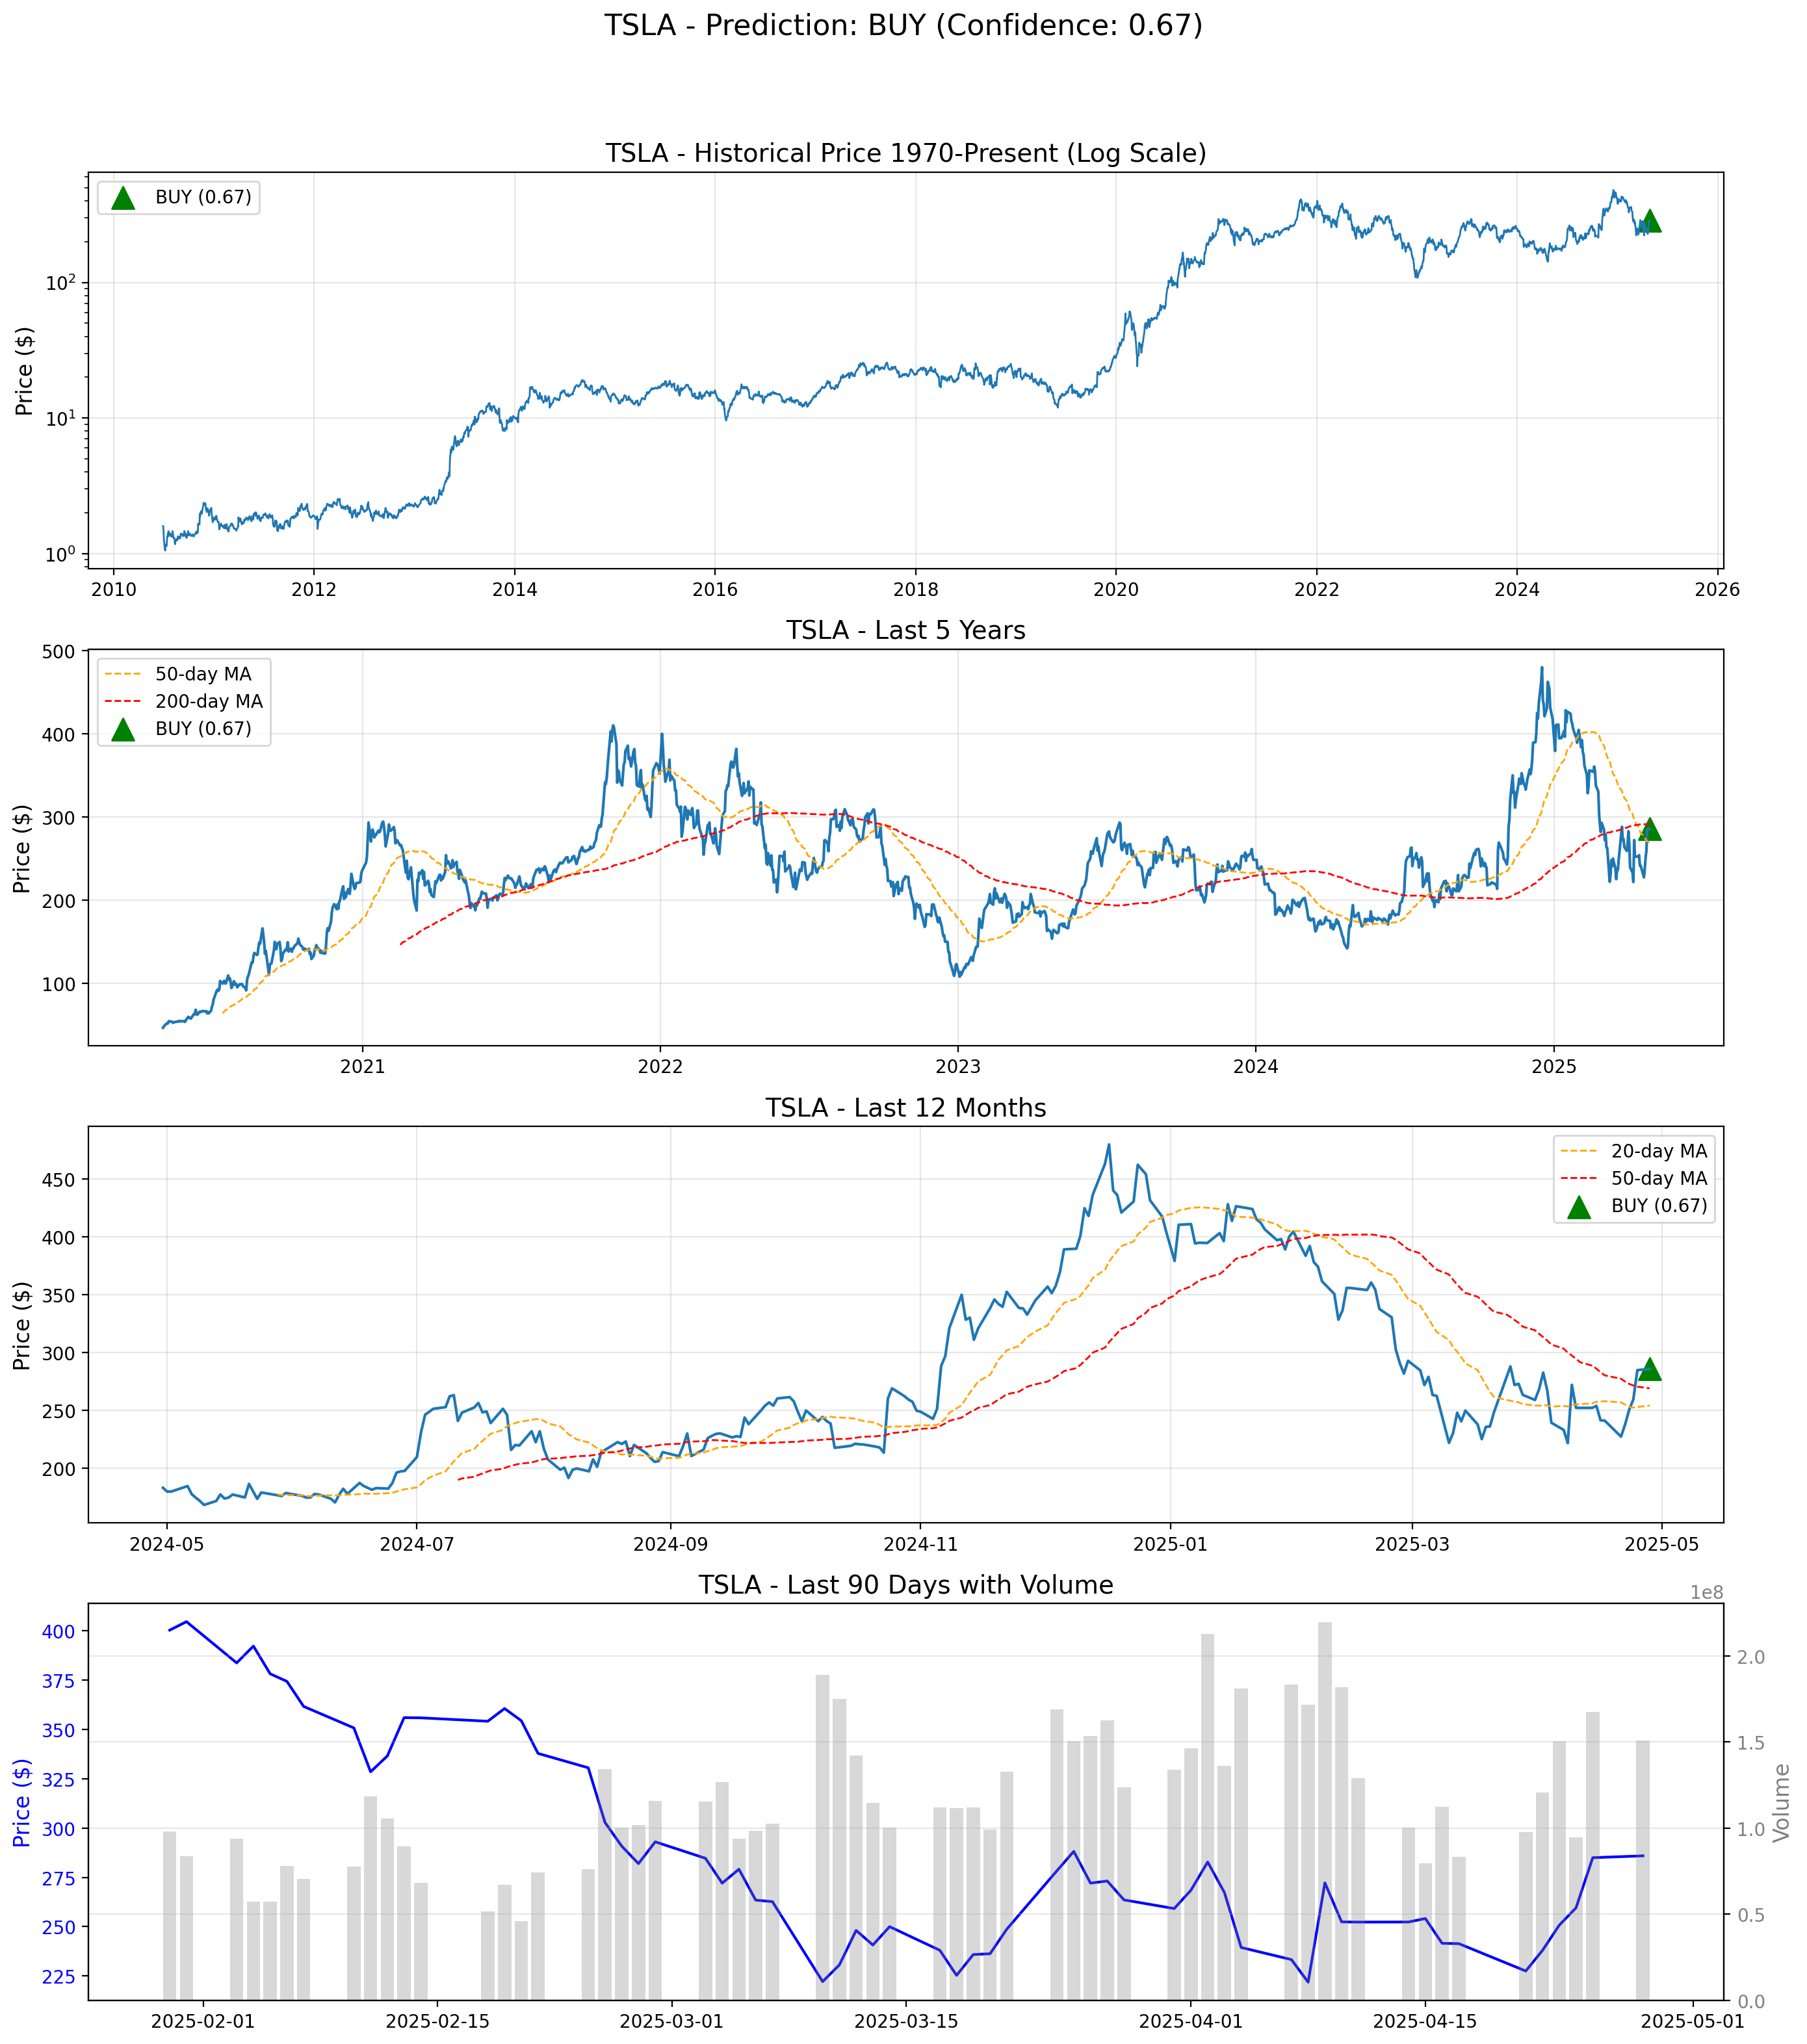 TSLA - Prediction: BUY (Confidence: 0.67)
TSLA - Historical Price 1970-Present (Log Scale)
BUY (0.67)
Price ($)
10²
10¹
10⁰
2010 2012 2014 2016 2018 2020 2022 2024 2026
TSLA - Last 5 Years
50-day MA
200-day MA
BUY (0.67)
Price ($)
500
400
300
200
100
2021 2022 2023 2024 2025
TSLA - Last 12 Months
20-day MA
50-day MA
BUY (0.67)
Price ($)
450
400
350
300
250
200
2024-05 2024-07 2024-09 2024-11 2025-01 2025-03 2025-05
TSLA - Last 90 Days with Volume
1e8
Price ($)
400
375
350
325
300
275
250
225
2.0
1.5
1.0
0.5
0.0
Volume
2025-02-01 2025-02-15 2025-03-01 2025-03-15 2025-04-01 2025-04-15 2025-05-01